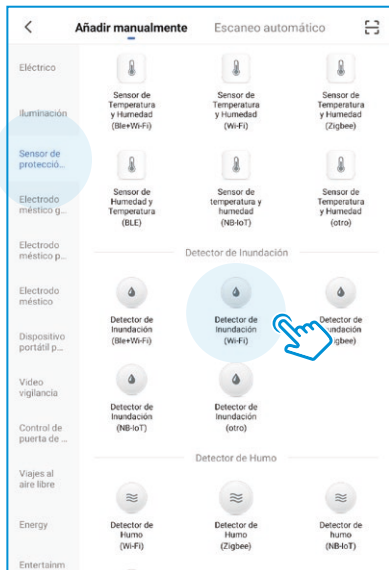 Añadir manualmente
Escaneo automático
Eléctrico
Iluminación
Sensor de
protecció...
Electrodo
méstico g...
Electrodo
méstico p...
Electrodo
méstico
Dispositivo
portátil p...
Video
vigilancia
Control de
puerta de ...
Viajes al
aire libre
Energy
Entertainm
Sensor de
Temperatura
y Humedad
(Ble+Wi-Fi)
Sensor de
Temperatura
y Humedad
(Wi-Fi)
Sensor de
Temperatura
y Humedad
(Zigbee)
Sensor de
Humedad y
Temperatura
(BLE)
Sensor de
temperatura y
humedad
(NB-IoT)
Sensor de
Temperatura
y Humedad
(otro)
Detector de Inundación
Detector de
Inundación
(Ble+Wi-Fi)
Detector de
Inundación
(Wi-Fi)
Detector de
undación
igbee)
Detector de
Inundación
(NB-IoT)
Detector de
Inundación
(otro)
Detector de Humo
Detector de
Humo
(Wi-Fi)
Detector de
Humo
(Zigbee)
Detector de
humo
(NB-IoT)